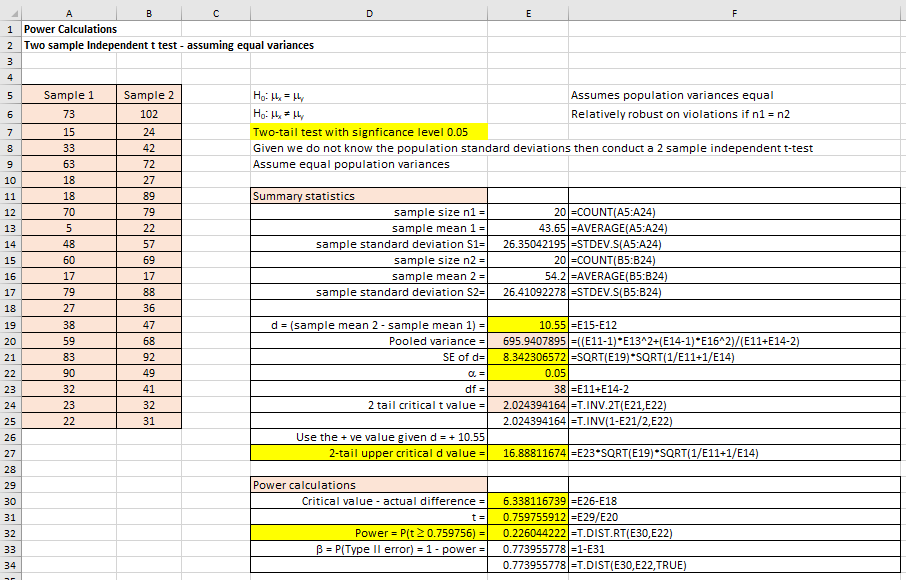 A B C D E F
1 Power Calculations
2 Two sample Independent t test - assuming equal variances
3
4
5 Sample 1 Sample 2 H₀: μₓ = μᵧ Assumes population variances equal
6 73 102 H₀: μₓ ≠ μᵧ Relatively robust on violations if n1 = n2
7 15 24 Two-tail test with signficance level 0.05
8 33 42 Given we do not know the population standard deviations then conduct a 2 sample independent t-test
9 63 72 Assume equal population variances
10 18 27
11 18 89 Summary statistics
12 70 79 sample size n1 = 20 =COUNT(A5:A24)
13 5 22 sample mean 1 = 43.65 =AVERAGE(A5:A24)
14 48 57 sample standard deviation S1= 26.35042195 =STDEV.S(A5:A24)
15 60 69 sample size n2 = 20 =COUNT(B5:B24)
16 17 17 sample mean 2 = 54.2 =AVERAGE(B5:B24)
17 79 88 sample standard deviation S2= 26.41092278 =STDEV.S(B5:B24)
18 27 36
19 38 47 d = (sample mean 2 - sample mean 1) = 10.55 =E15-E12
20 59 68 Pooled variance = 695.9407895 =((E11-1)*E13^2+(E14-1)*E16^2)/(E11+E14-2)
21 83 92 SE of d= 8.342306572 =SQRT(E19)*SQRT(1/E11+1/E14)
22 90 49 α = 0.05
23 32 41 df = 38 =E11+E14-2
24 23 32 2 tail critical t value = 2.024394164 =T.INV.2T(E21,E22)
25 22 31 2.024394164 =T.INV(1-E21/2,E22)
26 Use the + ve value given d = + 10.55
27 2-tail upper critical d value = 16.88811674 =E23*SQRT(E19)*SQRT(1/E11+1/E14)
28
29 Power calculations
30 Critical value - actual difference = 6.338116739 =E26-E18
31 t = 0.759755912 =E29/E20
32 Power = P(t ≥ 0.759756) = 0.226044222 =T.DIST.RT(E30,E22)
33 β = P(Type II error) = 1 - power = 0.773955778 =1-E31
34 0.773955778 =T.DIST(E30,E22,TRUE)